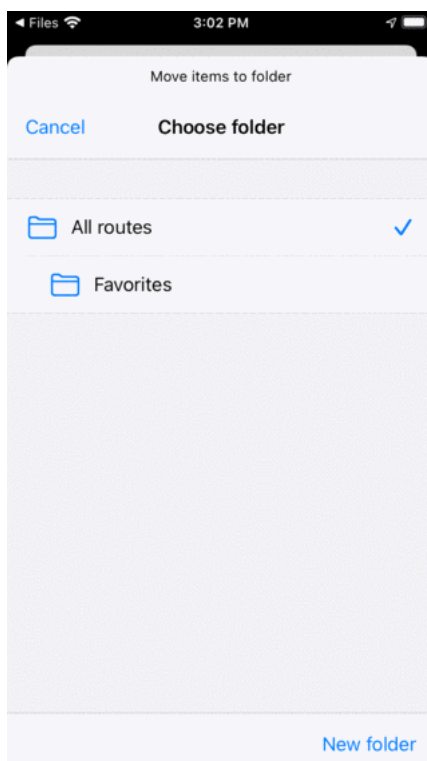 ◀ Files 3:02 PM
Move items to folder
Cancel Choose folder
All routes
Favorites
New folder